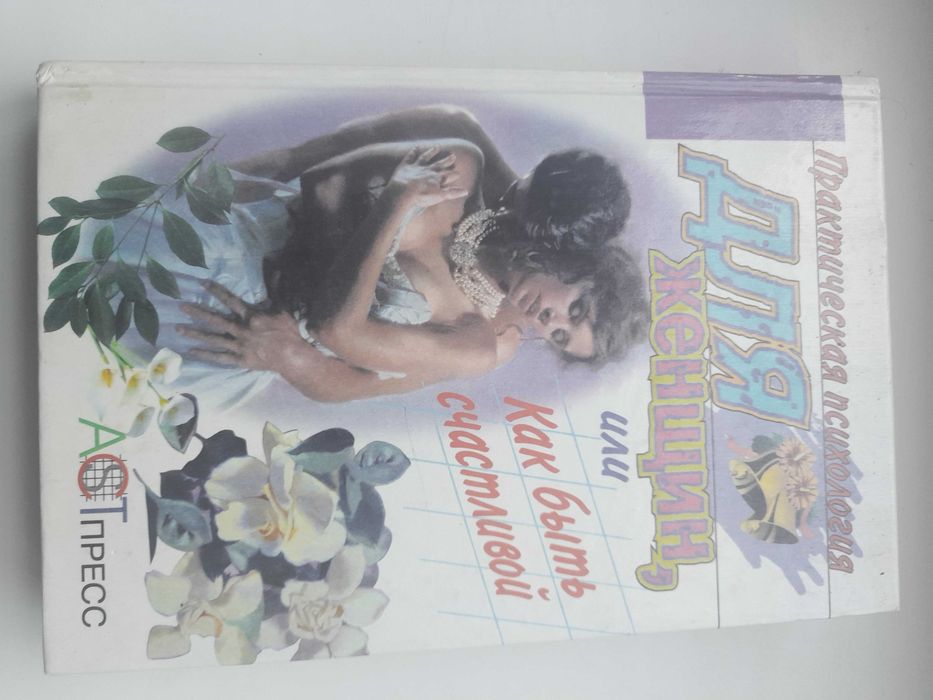 Практическая психология
ДЛЯ
женщин,
или
Как быть
счастливой
АСТ ПРЕСС